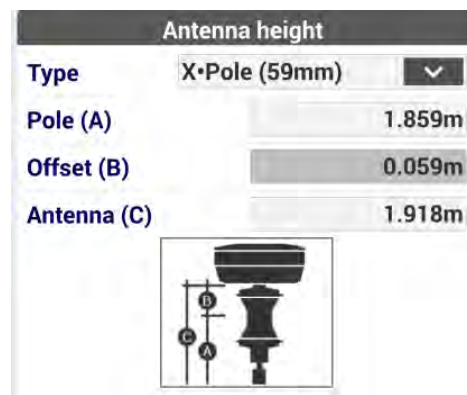 Antenna height
Type X•Pole (59mm)
Pole (A) 1.859m
Offset (B) 0.059m
Antenna (C) 1.918m
B
C
A